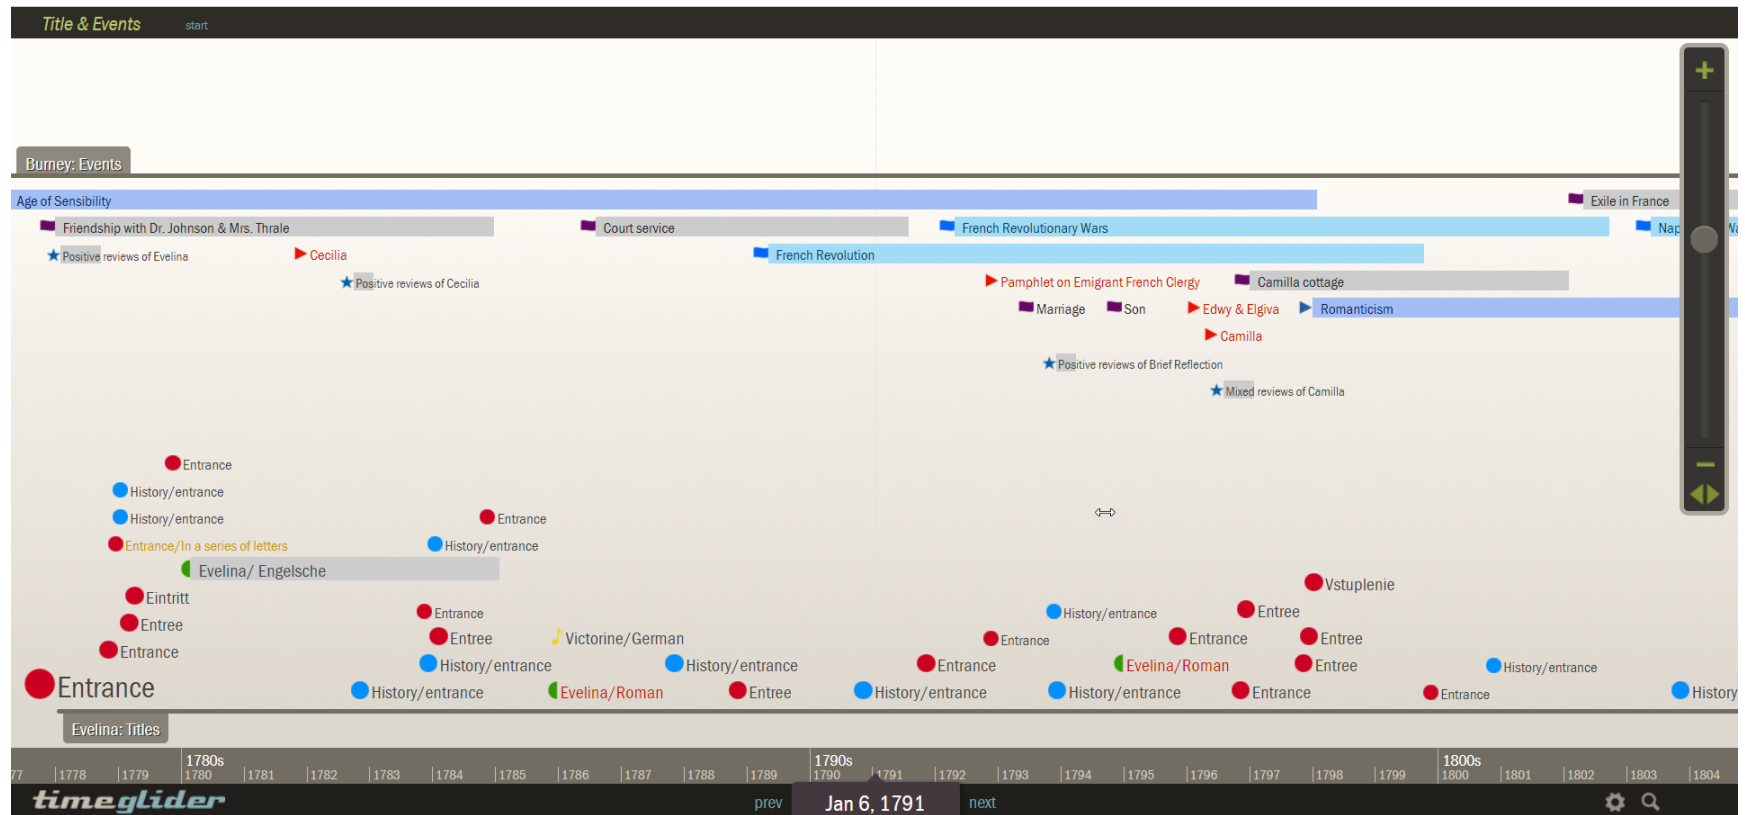 Title & Events start
Burney: Events
Age of Sensibility
Exile in France
Friendship with Dr. Johnson & Mrs. Thrale
Court service
French Revolutionary Wars
Positive reviews of Evelina
Cecilia
French Revolution
Positive reviews of Cecilia
Pamphlet on Emigrant French Clergy
Camilla cottage
Marriage
Son
Edwy & Elgiva
Romanticism
Camilla
Positive reviews of Brief Reflection
Mixed reviews of Camilla
Entrance
History/entrance
History/entrance
Entrance
Entrance/In a series of letters
History/entrance
Evelina/ Engelsche
Vstuplenie
Eintritt
Entrance
History/entrance
Entree
Entree
Entree
Victorine/German
Entrance
Entrance
Entree
Entrance
History/entrance
History/entrance
Entrance
Evelina/Roman
Entree
History/entrance
Entrance
History/entrance
Evelina/Roman
Entree
History/entrance
History/entrance
Entrance
Entrance
History
Evelina: Titles
1780s 1790s 1800s
77 1778 1779 1780 1781 1782 1783 1784 1785 1786 1787 1788 1789 1790 1791 1792 1793 1794 1795 1796 1797 1798 1799 1800 1801 1802 1803 1804
timeglider prev Jan 6, 1791 next